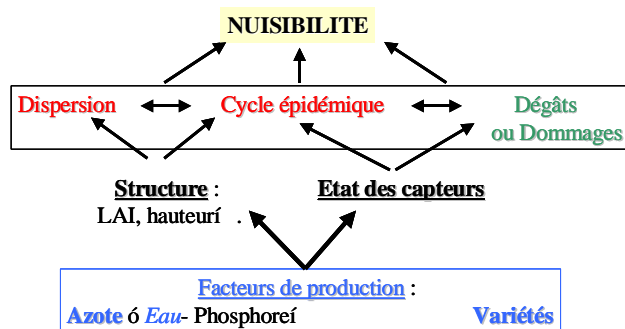 NUISIBILITE
Dispersion Cycle épidémique Dégâts
ou Dommages
Structure : Etat des capteurs
LAI, hauteurí .
Facteurs de production :
Azote ó Eau- Phosphoreí Variétés